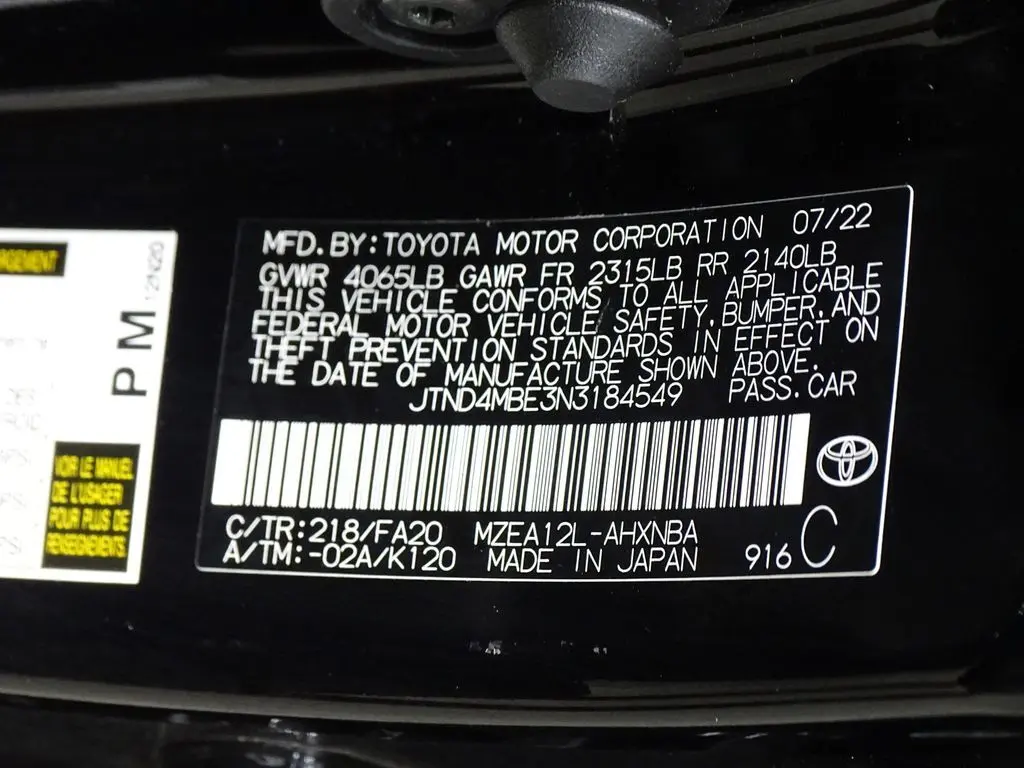 MFD. BY: TOYOTA MOTOR CORPORATION 07/22
GVWR 4065LB GAWR FR 2315LB RR 2140LB
THIS VEHICLE CONFORMS TO ALL APPLICABLE
FEDERAL MOTOR VEHICLE SAFETY, BUMPER, AND
THEFT PREVENTION STANDARDS IN EFFECT ON
THE DATE OF MANUFACTURE SHOWN ABOVE.
JTND4MBE3N3184549 PASS. CAR
C/TR: 218/FA20 MZEA12L-AHXNBA
A/TM: -02A/K120 MADE IN JAPAN 916 C
PM 12N20
VOIR LE MANUEL
DE L'USAGER
POUR PLUS DE
RENSEIGNEMENTS.